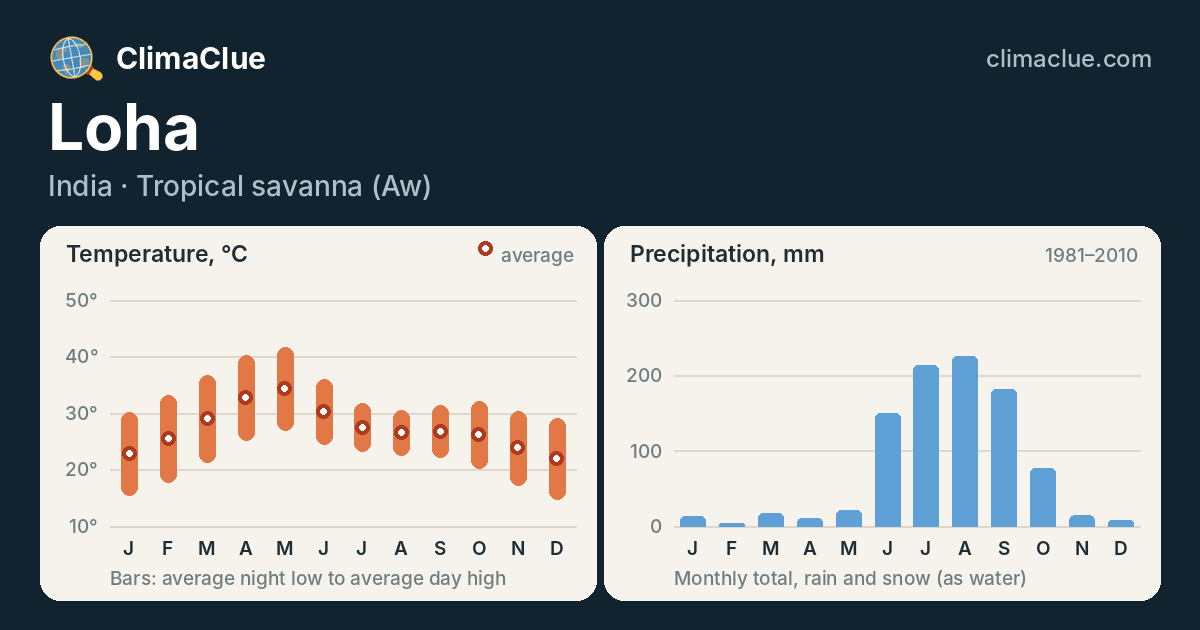 ClimaClue
climaclue.com
Loha
India · Tropical savanna (Aw)
Temperature, °C
average
50°
40°
30°
20°
10°
J F M A M J J A S O N D
Bars: average night low to average day high
Precipitation, mm
1981–2010
300
200
100
0
J F M A M J J A S O N D
Monthly total, rain and snow (as water)